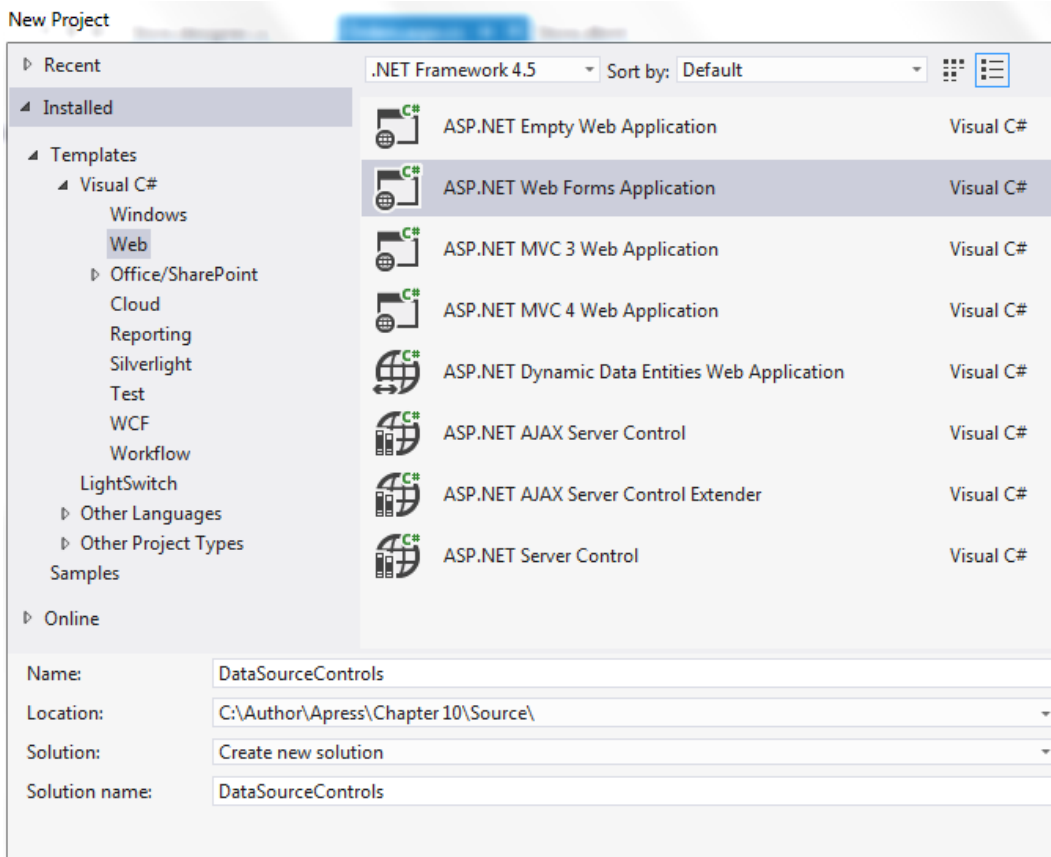 New Project
Recent
.NET Framework 4.5 Sort by: Default
Installed
Templates
Visual C#
Windows
Web
Office/SharePoint
Cloud
Reporting
Silverlight
Test
WCF
Workflow
LightSwitch
Other Languages
Other Project Types
Samples
Online
C# ASP.NET Empty Web Application Visual C#
C# ASP.NET Web Forms Application Visual C#
C# ASP.NET MVC 3 Web Application Visual C#
C# ASP.NET MVC 4 Web Application Visual C#
C# ASP.NET Dynamic Data Entities Web Application Visual C#
C# ASP.NET AJAX Server Control Visual C#
C# ASP.NET AJAX Server Control Extender Visual C#
C# ASP.NET Server Control Visual C#
Name: DataSourceControls
Location: C:\Author\Apress\Chapter 10\Source\
Solution: Create new solution
Solution name: DataSourceControls